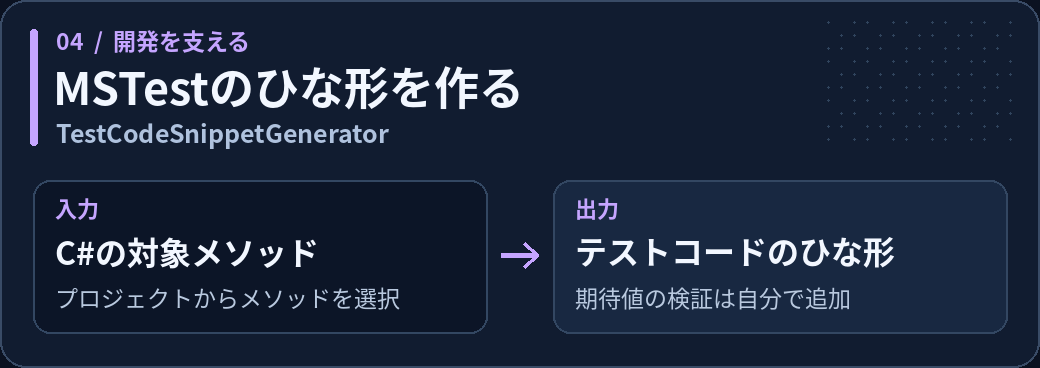 04 / 開発を支える
MSTestのひな形を作る
TestCodeSnippetGenerator
入力
C#の対象メソッド
プロジェクトからメソッドを選択
出力
テストコードのひな形
期待値の検証は自分で追加